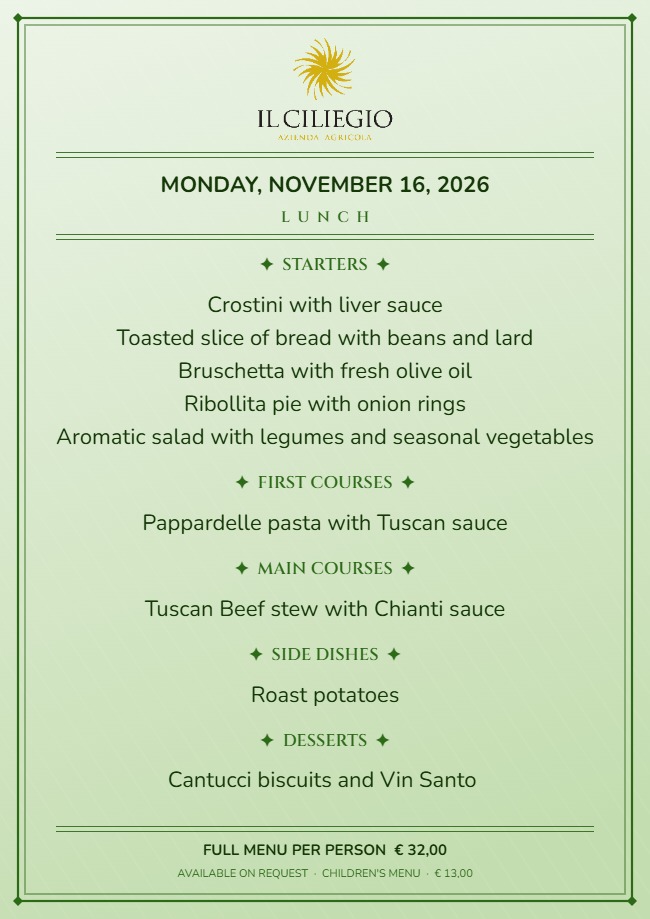 IL CILIEGIO
AZIENDA AGRICOLA
MONDAY, NOVEMBER 16, 2026
LUNCH
✦ STARTERS ✦
Crostini with liver sauce
Toasted slice of bread with beans and lard
Bruschetta with fresh olive oil
Ribollita pie with onion rings
Aromatic salad with legumes and seasonal vegetables
✦ FIRST COURSES ✦
Pappardelle pasta with Tuscan sauce
✦ MAIN COURSES ✦
Tuscan Beef stew with Chianti sauce
✦ SIDE DISHES ✦
Roast potatoes
✦ DESSERTS ✦
Cantucci biscuits and Vin Santo
FULL MENU PER PERSON € 32,00
AVAILABLE ON REQUEST · CHILDREN'S MENU · € 13,00